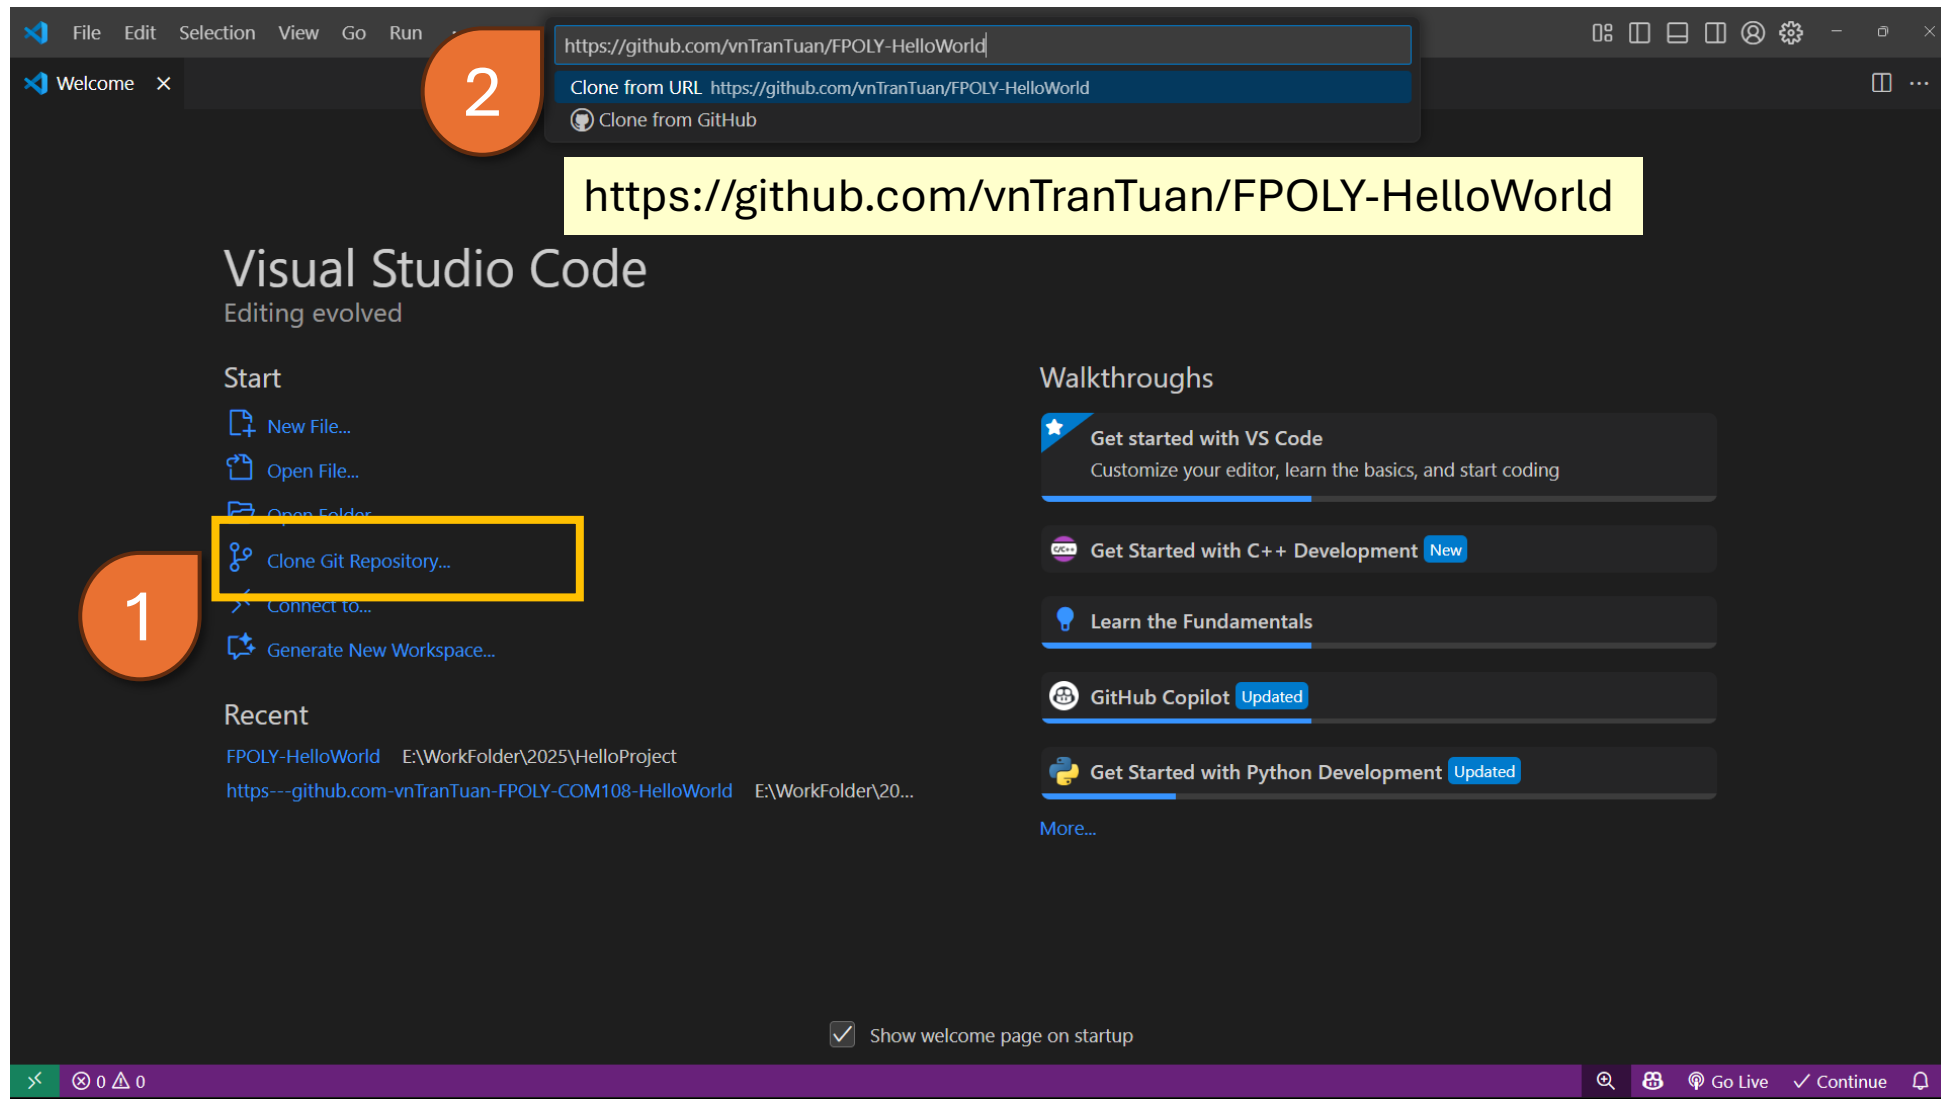 File Edit Selection View Go Run
2
https://github.com/vnTranTuan/FPOLY-HelloWorld
Welcome
Clone from URL https://github.com/vnTranTuan/FPOLY-HelloWorld
Clone from GitHub
https://github.com/vnTranTuan/FPOLY-HelloWorld
Visual Studio Code
Editing evolved
Start
New File...
Open File...
Open Folder
Clone Git Repository...
1
Connect to...
Generate New Workspace...
Recent
FPOLY-HelloWorld E:\WorkFolder\2025\HelloProject
https---github.com-vnTranTuan-FPOLY-COM108-HelloWorld E:\WorkFolder\20...
Walkthroughs
Get started with VS Code
Customize your editor, learn the basics, and start coding
C/C++ Get Started with C++ Development New
Learn the Fundamentals
GitHub Copilot Updated
Get Started with Python Development Updated
More...
Show welcome page on startup
0 0
Go Live Continue